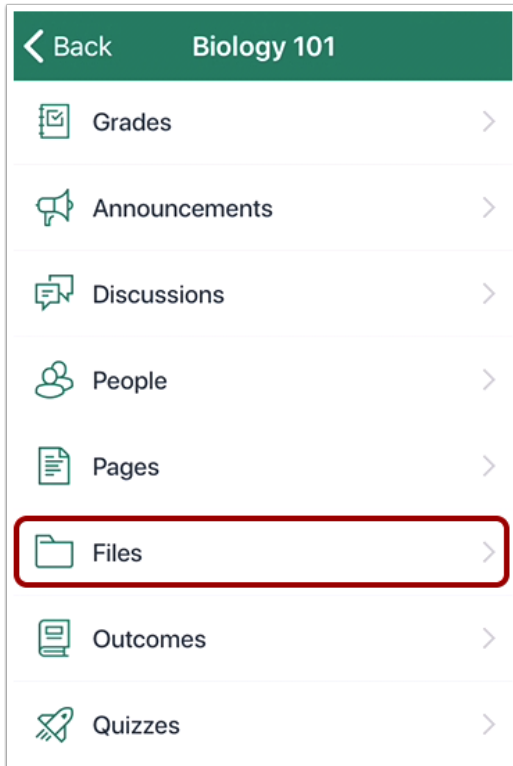 Back Biology 101
Grades
Announcements
Discussions
People
Pages
Files
Outcomes
Quizzes